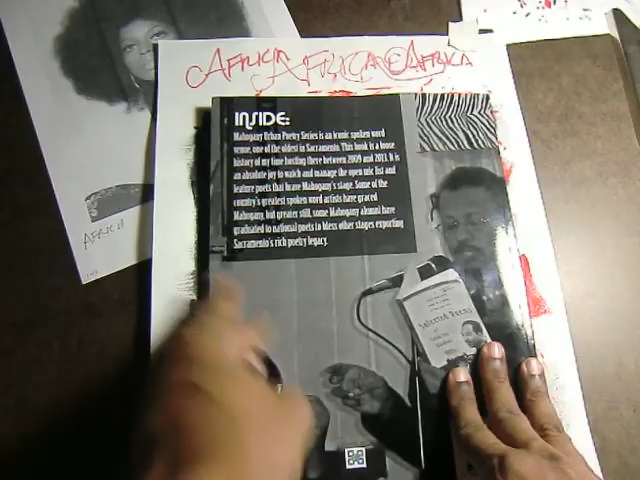 AFRICA AFRICA AFRICA
INSIDE:
Mahogany Urban Poetry Series is an iconic spoken word
venue, one of the oldest in Sacramento. This book is a loose
history of my time hosting there between 2009 and 2013. It is
an absolute joy to watch and manage the open mic list and
feature poets that brave Mahogany's stage. Some of the
country's greatest spoken word artists have graced
Mahogany, but greater still, some Mahogany alumni have
graduated to national poets to bless other stages exporting
Sacramento's rich poetry legacy.
SELECTED POEMS
AFRICA